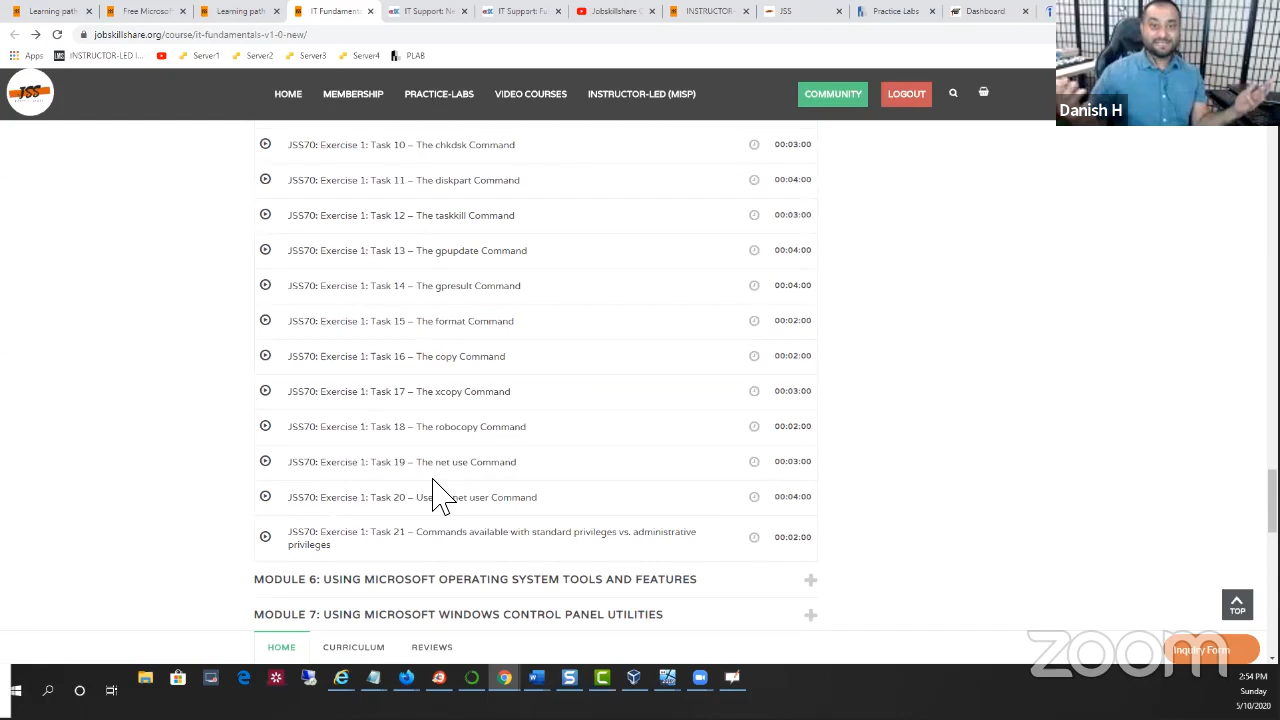 Learning path
Free Microsoft
Learning path
IT Fundament
IT Support: Ne
IT Support: Fu
Jobskillshare
INSTRUCTOR
JSS
Practice Labs
Dashboard
jobskillshare.org/course/it-fundamentals-v1-0-new/
Apps
INSTRUCTOR-LED I...
Server1
Server2
Server3
Server4
PLAB
JSS
HOME
MEMBERSHIP
PRACTICE-LABS
VIDEO COURSES
INSTRUCTOR-LED (MISP)
COMMUNITY
LOGOUT
Danish H
JSS70: Exercise 1: Task 10 – The chkdsk Command 00:03:00
JSS70: Exercise 1: Task 11 – The diskpart Command 00:04:00
JSS70: Exercise 1: Task 12 – The taskkill Command 00:03:00
JSS70: Exercise 1: Task 13 – The gpupdate Command 00:04:00
JSS70: Exercise 1: Task 14 – The gpresult Command 00:04:00
JSS70: Exercise 1: Task 15 – The format Command 00:02:00
JSS70: Exercise 1: Task 16 – The copy Command 00:02:00
JSS70: Exercise 1: Task 17 – The xcopy Command 00:03:00
JSS70: Exercise 1: Task 18 – The robocopy Command 00:02:00
JSS70: Exercise 1: Task 19 – The net use Command 00:03:00
JSS70: Exercise 1: Task 20 – net user Command 00:04:00
JSS70: Exercise 1: Task 21 – Commands available with standard privileges vs. administrative 00:02:00
privileges
MODULE 6: USING MICROSOFT OPERATING SYSTEM TOOLS AND FEATURES
MODULE 7: USING MICROSOFT WINDOWS CONTROL PANEL UTILITIES
TOP
HOME
CURRICULUM
REVIEWS
Inquiry Form
zoom
2:54 PM
Sunday
5/10/2020